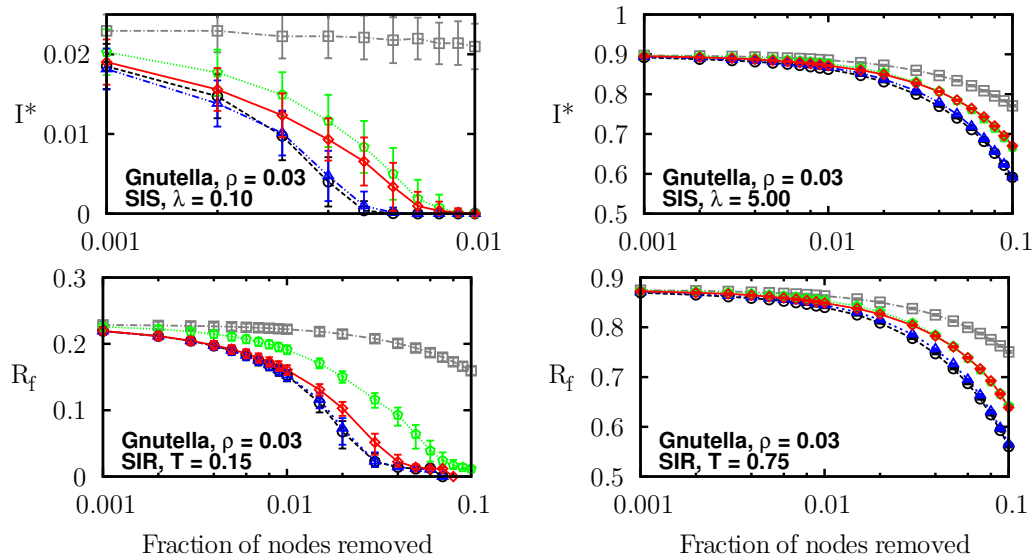 0.02
0.01
0
I*
Gnutella, ρ = 0.03
SIS, λ = 0.10
0.001
0.01
1
0.9
0.8
0.7
0.6
0.5
I*
Gnutella, ρ = 0.03
SIS, λ = 5.00
0.001
0.01
0.1
0.3
0.2
0.1
0
R_f
Gnutella, ρ = 0.03
SIR, T = 0.15
0.001
0.01
0.1
Fraction of nodes removed
0.9
0.8
0.7
0.6
0.5
R_f
Gnutella, ρ = 0.03
SIR, T = 0.75
0.001
0.01
0.1
Fraction of nodes removed